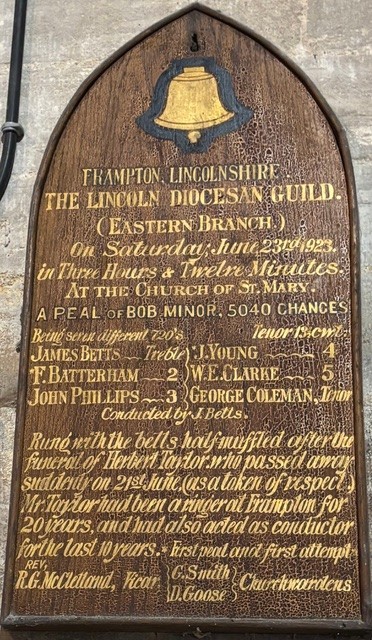 FRAMPTON, LINCOLNSHIRE.
THE LINCOLN DIOCESAN GUILD.
(EASTERN BRANCH.)
On Saturday, June 23rd 1923.
in Three Hours & Twelve Minutes.
AT THE CHURCH OF ST. MARY.
A PEAL OF BOB MINOR, 5040 CHANGES
Being seven different 720's Tenor 13½cwt:
JAMES BETTS Treble J. YOUNG 4
F. BATTERHAM 2 W.E. CLARKE 5
JOHN PHILLIPS 3 GEORGE COLEMAN, Tenor
Conducted by J. Betts.
Rung with the bells half-muffled after the
funeral of Herbert Taylor. who passed away
suddenly on 21st June, (as a token of respect.)
Mr Taylor had been a ringer at Frampton for
20 years, and had also acted as conductor
for the last 10 years. * First peal and first attempt.
REV. R.G. McClelland, Vicar. G. Smith
D. Goose Churchwardens